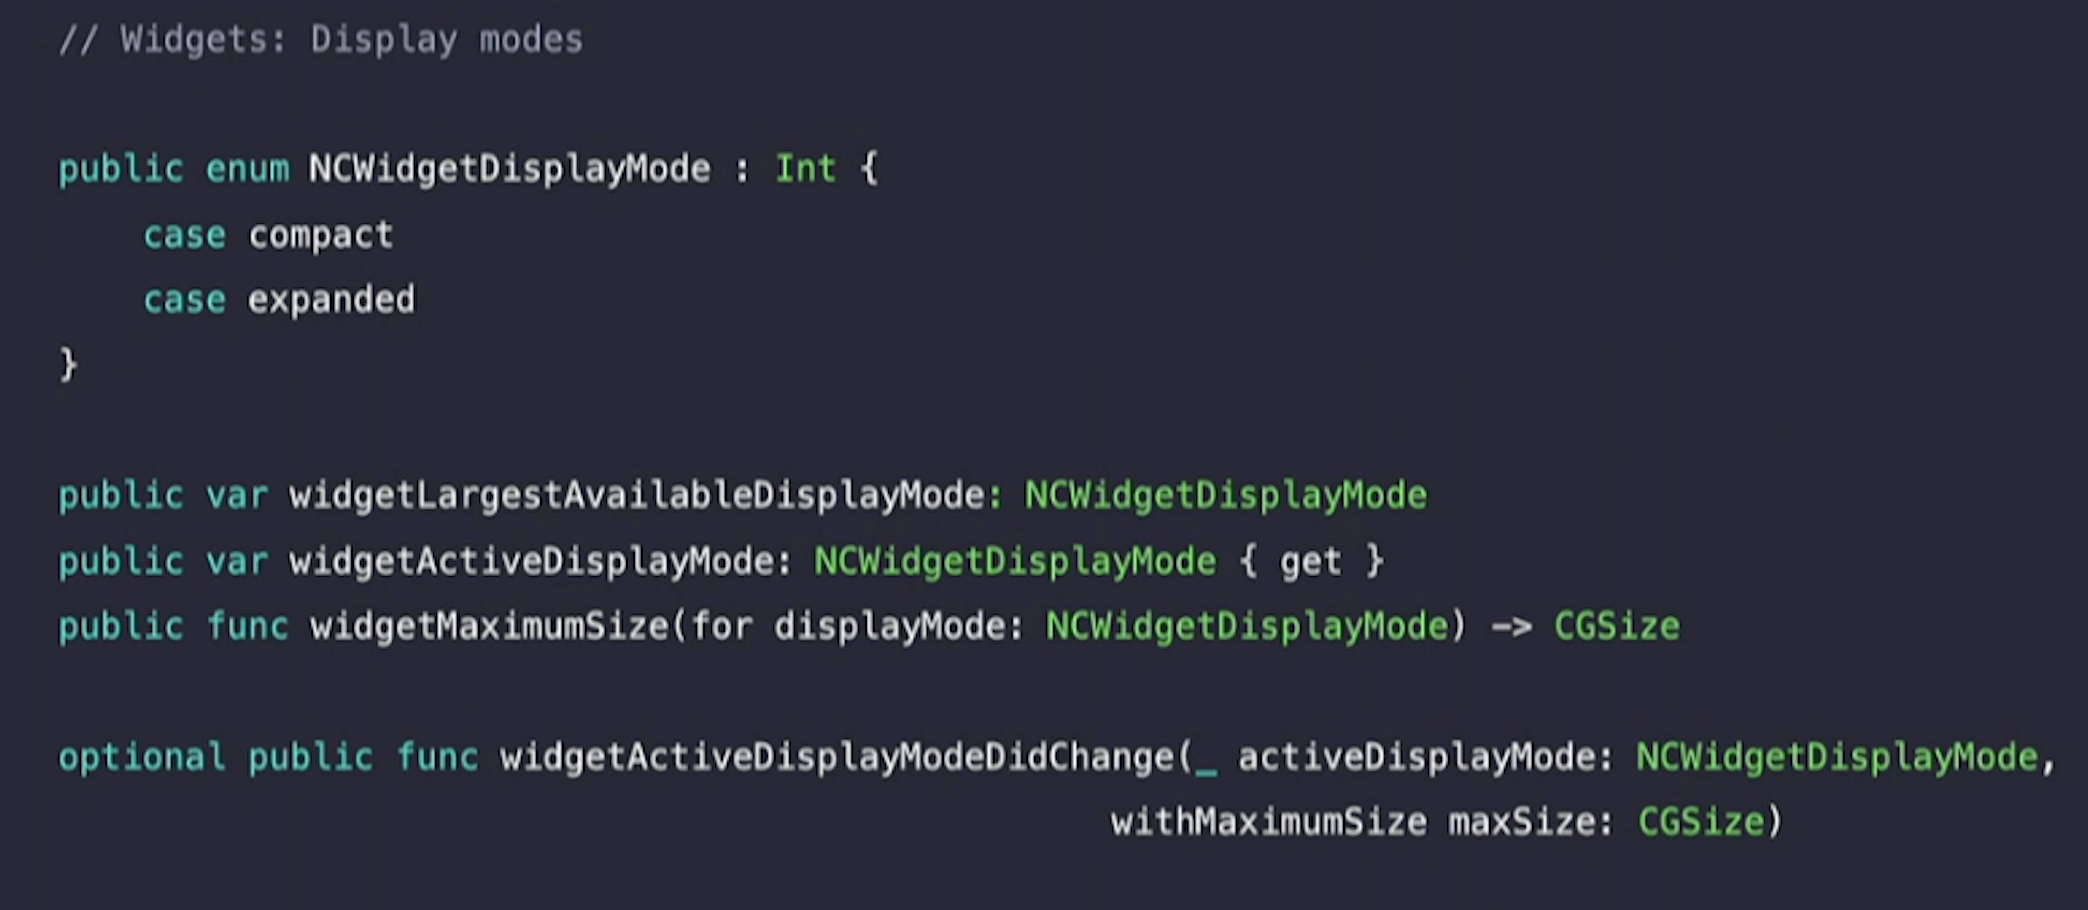 // Widgets: Display modes
public enum NCWidgetDisplayMode : Int {
    case compact
    case expanded
}
public var widgetLargestAvailableDisplayMode: NCWidgetDisplayMode
public var widgetActiveDisplayMode: NCWidgetDisplayMode { get }
public func widgetMaximumSize(for displayMode: NCWidgetDisplayMode) -> CGSize
optional public func widgetActiveDisplayModeDidChange(_ activeDisplayMode: NCWidgetDisplayMode,
                                                  withMaximumSize maxSize: CGSize)